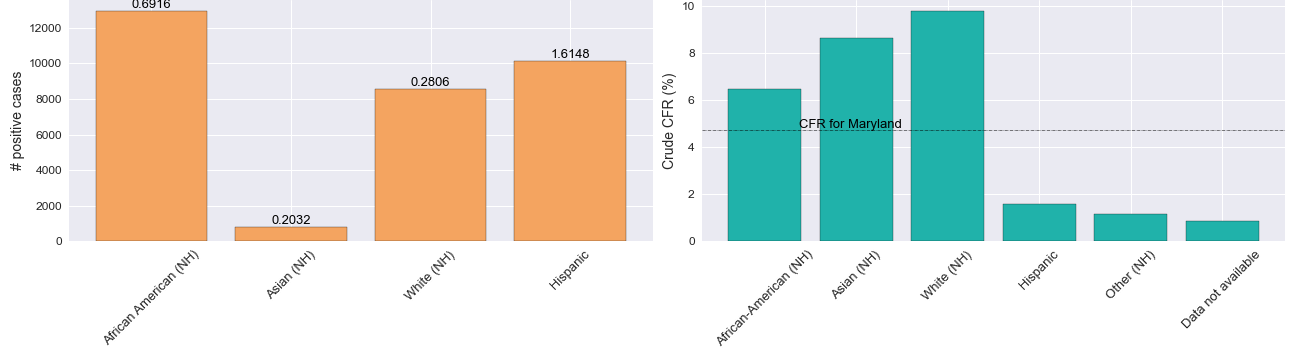 # positive cases
12000
10000
8000
6000
4000
2000
0
0.6916
0.2032
0.2806
1.6148
African American (NH)
Asian (NH)
White (NH)
Hispanic
Crude CFR (%)
10
8
6
4
2
0
CFR for Maryland
African-American (NH)
Asian (NH)
White (NH)
Hispanic
Other (NH)
Data not available